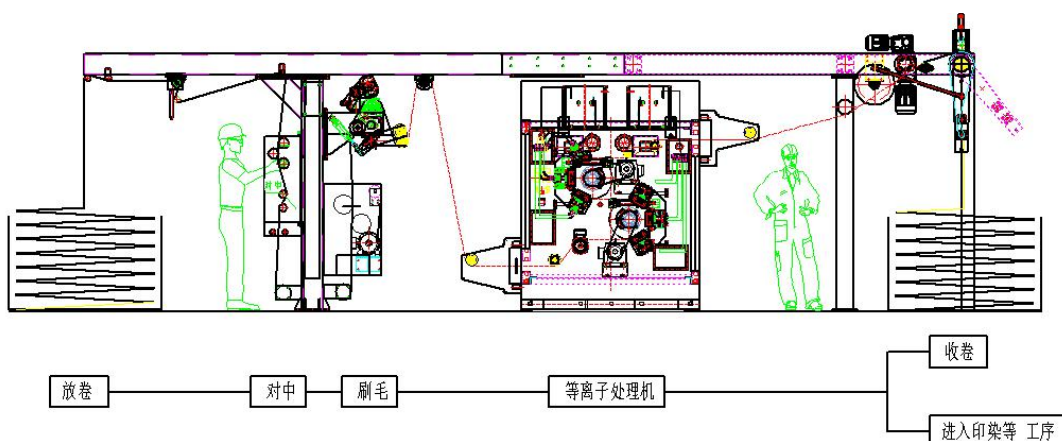 收卷
放卷
对中
刷毛
等离子处理机
进入印染等 工序